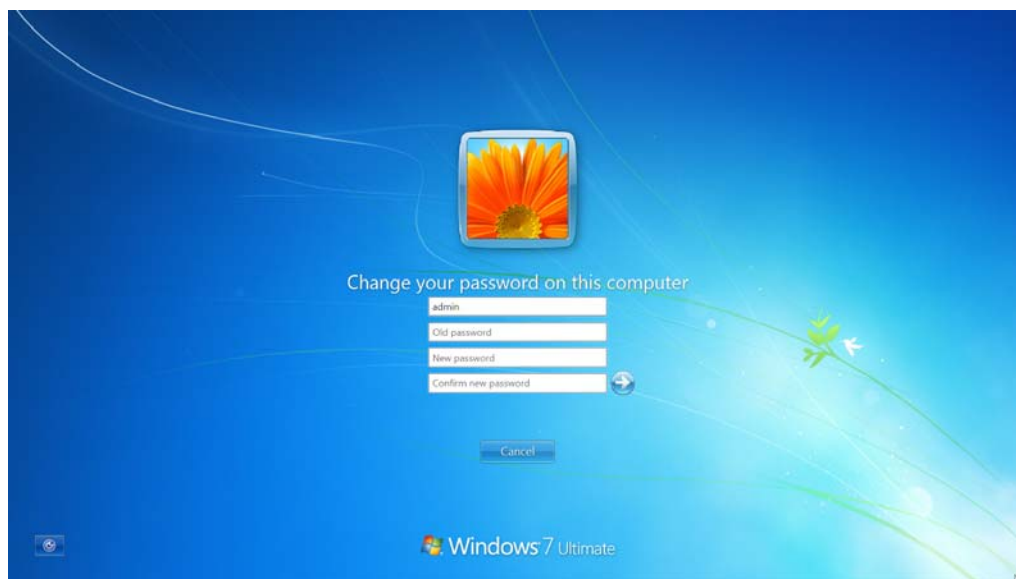 Change your password on this computer
admin
Old password
New password
Confirm new password
Cancel
Windows 7 Ultimate